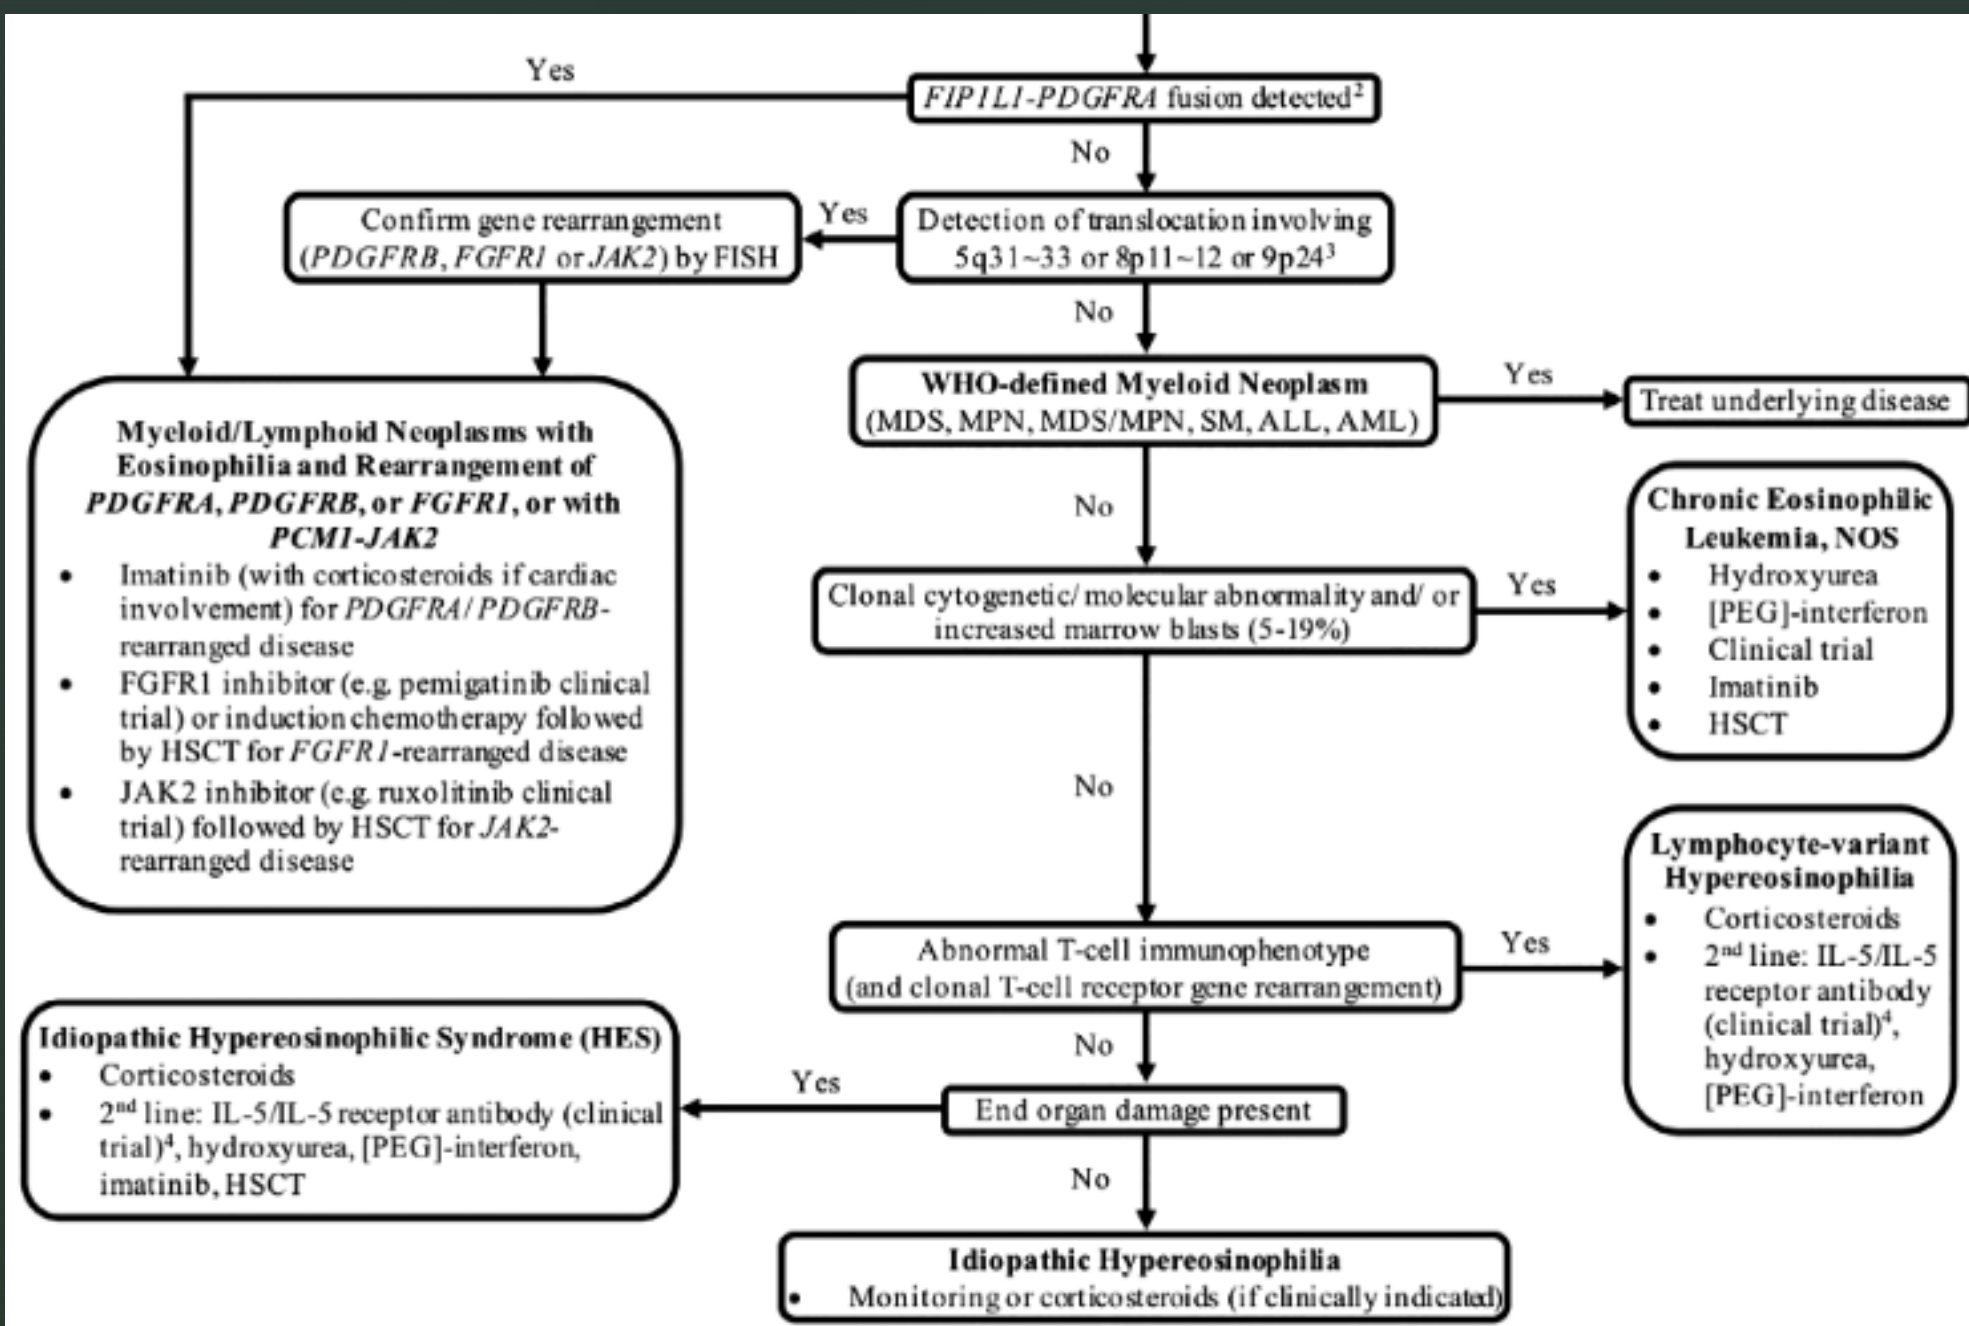 Yes
FIP1L1-PDGFRA fusion detected²
No
Confirm gene rearrangement
(PDGFRB, FGFR1 or JAK2) by FISH
Yes
Detection of translocation involving
5q31~33 or 8p11~12 or 9p24³
No
WHO-defined Myeloid Neoplasm
(MDS, MPN, MDS/MPN, SM, ALL, AML)
Yes
Treat underlying disease
Myeloid/Lymphoid Neoplasms with
Eosinophilia and Rearrangement of
PDGFRA, PDGFRB, or FGFR1, or with
PCM1-JAK2
• Imatinib (with corticosteroids if cardiac
involvement) for PDGFRA/PDGFRB-
rearranged disease
• FGFR1 inhibitor (e.g. pemigatinib clinical
trial) or induction chemotherapy followed
by HSCT for FGFR1-rearranged disease
• JAK2 inhibitor (e.g. ruxolitinib clinical
trial) followed by HSCT for JAK2-
rearranged disease
No
Clonal cytogenetic/ molecular abnormality and/ or
increased marrow blasts (5-19%)
Yes
Chronic Eosinophilic
Leukemia, NOS
• Hydroxyurea
• [PEG]-interferon
• Clinical trial
• Imatinib
• HSCT
No
Abnormal T-cell immunophenotype
(and clonal T-cell receptor gene rearrangement)
Yes
Lymphocyte-variant
Hypereosinophilia
• Corticosteroids
• 2nd line: IL-5/IL-5
receptor antibody
(clinical trial)⁴,
hydroxyurea,
[PEG]-interferon
No
End organ damage present
Yes
Idiopathic Hypereosinophilic Syndrome (HES)
• Corticosteroids
• 2nd line: IL-5/IL-5 receptor antibody (clinical
trial)⁴, hydroxyurea, [PEG]-interferon,
imatinib, HSCT
No
Idiopathic Hypereosinophilia
• Monitoring or corticosteroids (if clinically indicated)